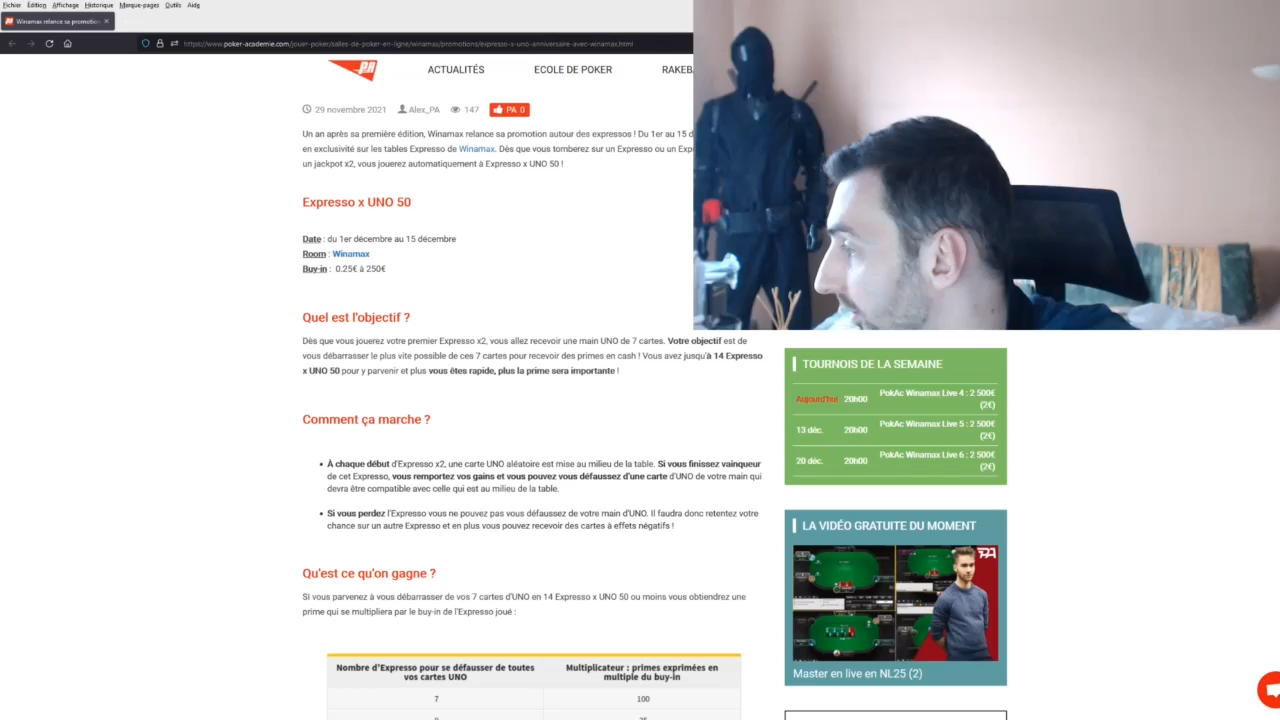 Fichier Édition Affichage Historique Marque-pages Outils Aide
Winamax relance sa promotion
https://www.poker-academie.com/jouer-poker/salles-de-poker-en-ligne/winamax/promotions/expresso-x-uno-anniversaire-avec-winamax.html
PA
ACTUALITÉS ECOLE DE POKER RAKEBA
29 novembre 2021 Alex_PA 147 PA 0
Un an après sa première édition, Winamax relance sa promotion autour des expressos ! Du 1er au 15 d
en exclusivité sur les tables Expresso de Winamax. Dès que vous tomberez sur un Expresso ou un Exp
un jackpot x2, vous jouerez automatiquement à Expresso x UNO 50 !
Expresso x UNO 50
Date : du 1er décembre au 15 décembre
Room : Winamax
Buy-in : 0.25€ à 250€
Quel est l'objectif ?
Dès que vous jouerez votre premier Expresso x2, vous allez recevoir une main UNO de 7 cartes. Votre objectif est de
vous débarrasser le plus vite possible de ces 7 cartes pour recevoir des primes en cash ! Vous avez jusqu'à 14 Expresso
x UNO 50 pour y parvenir et plus vous êtes rapide, plus la prime sera importante !
Comment ça marche ?
• À chaque début d'Expresso x2, une carte UNO aléatoire est mise au milieu de la table. Si vous finissez vainqueur
de cet Expresso, vous remportez vos gains et vous pouvez vous défaussez d'une carte d'UNO de votre main qui
devra être compatible avec celle qui est au milieu de la table.
• Si vous perdez l'Expresso vous ne pouvez pas vous défaussez de votre main d'UNO. Il faudra donc retentez votre
chance sur un autre Expresso et en plus vous pouvez recevoir des cartes à effets négatifs !
Qu'est ce qu'on gagne ?
Si vous parvenez à vous débarrasser de vos 7 cartes d'UNO en 14 Expresso x UNO 50 ou moins vous obtiendrez une
prime qui se multipliera par le buy-in de l'Expresso joué :
Nombre d'Expresso pour se défausser de toutes
vos cartes UNO
Multiplicateur : primes exprimées en
multiple du buy-in
7 100
TOURNOIS DE LA SEMAINE
Aujourd'hui 20h00 PokAc Winamax Live 4 : 2 500€
(2€)
13 déc. 20h00 PokAc Winamax Live 5 : 2 500€
(2€)
20 déc. 20h00 PokAc Winamax Live 6 : 2 500€
(2€)
LA VIDÉO GRATUITE DU MOMENT
PA
Master en live en NL25 (2)